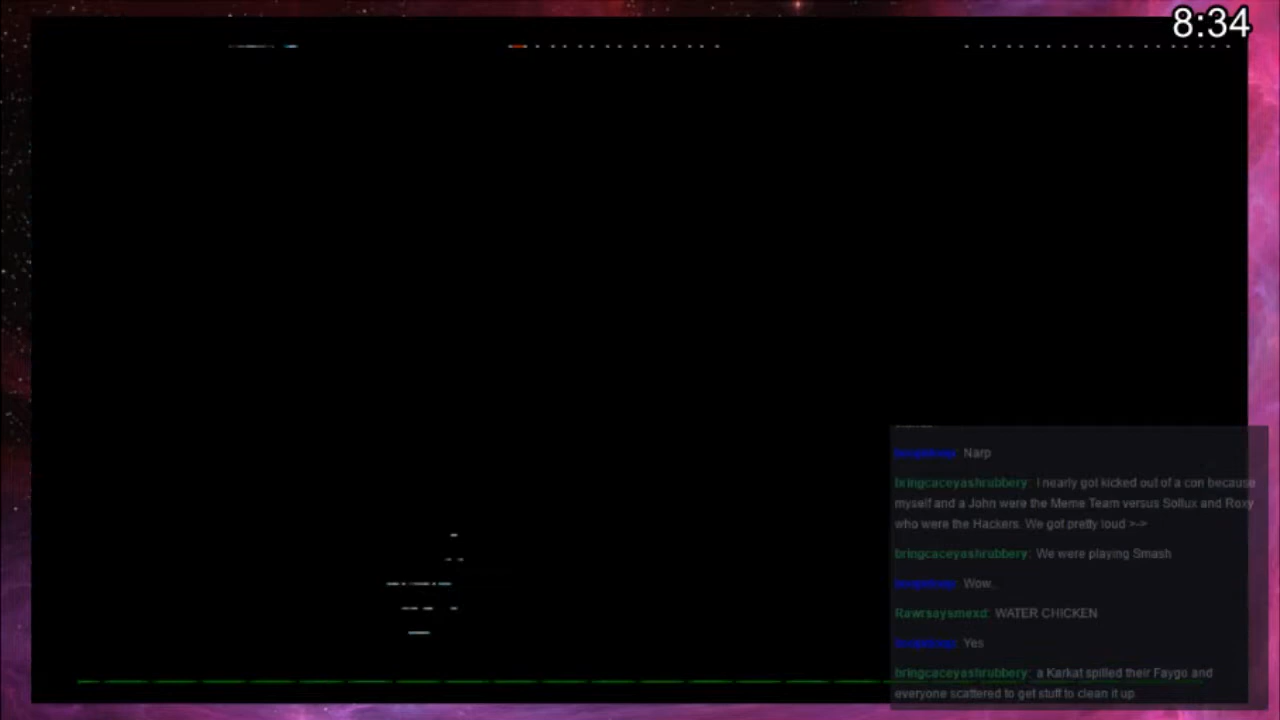 8:34
Narp
bringcaceyashrubbery: I nearly got kicked out of a con because
myself and a John were the Meme Team versus Sollux and Roxy
who were the Hackers. We got pretty loud >->
bringcaceyashrubbery: We were playing Smash
Wow..
Rawrsaysmexd: WATER CHICKEN
Yes
bringcaceyashrubbery: a Karkat spilled their Faygo and
everyone scattered to get stuff to clean it up